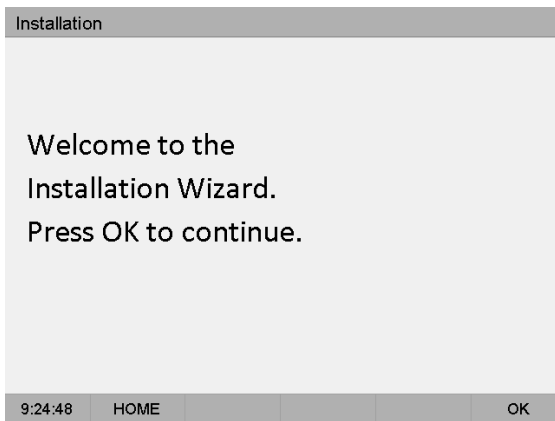 Installation
Welcome to the
Installation Wizard.
Press OK to continue.
9:24:48 HOME OK